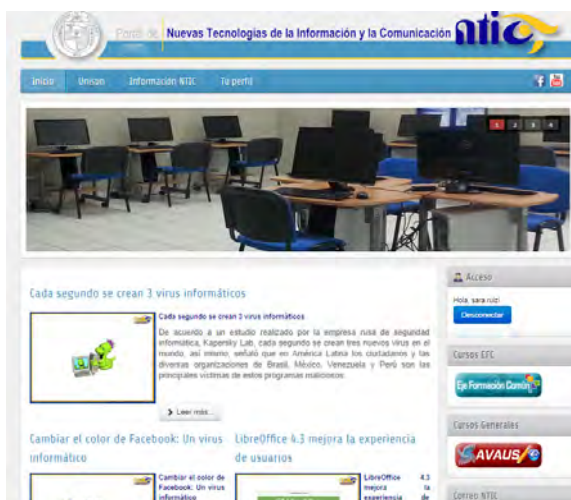 Portal de Nuevas Tecnologías de la Información y la Comunicación ntic
Inicio Unison Información NTIC Tu perfil
1 2 3 4
Cada segundo se crean 3 virus informáticos
Cada segundo se crean 3 virus informáticos
De acuerdo a un estudio realizado por la empresa rusa de seguridad
informática, Kapersky Lab, cada segundo se crean tres nuevos virus en el
mundo, así mismo, señaló que en América Latina los ciudadanos y las
diversas organizaciones de Brasil, México, Venezuela y Perú son las
principales víctimas de estos programas maliciosos.
Leer más...
Cambiar el color de Facebook: Un virus
informático
Cambiar el color de
Facebook: Un virus
informático
LibreOffice 4.3 mejora la experiencia
de usuarios
LibreOffice 4.3
mejora la
experiencia de
Acceso
Hola, sara ruiz!
Desconectar
Cursos EFC
Eje Formación Común
Cursos Generales
AVAUS
Correo NTIC